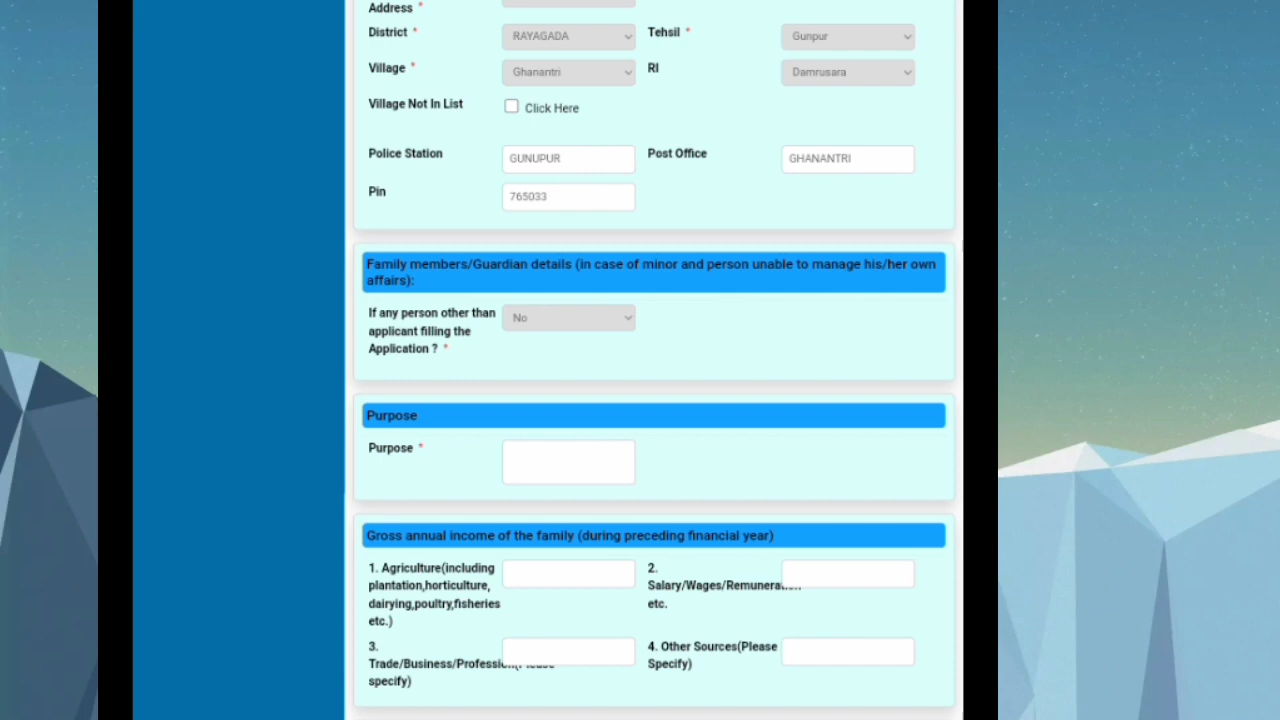 Address *
District * RAYAGADA Tehsil * Gunpur
Village * Ghanantri RI Damrusara
Village Not In List Click Here
Police Station GUNUPUR Post Office GHANANTRI
Pin 765033
Family members/Guardian details (in case of minor and person unable to manage his/her own
affairs):
If any person other than
applicant filling the
Application ? *
No
Purpose
Purpose *
Gross annual income of the family (during preceding financial year)
1. Agriculture(including
plantation,horticulture,
dairying,poultry,fisheries
etc.)
2.
Salary/Wages/Remunera
etc.
3.
Trade/Business/Profession(Please
specify)
4. Other Sources(Please
Specify)